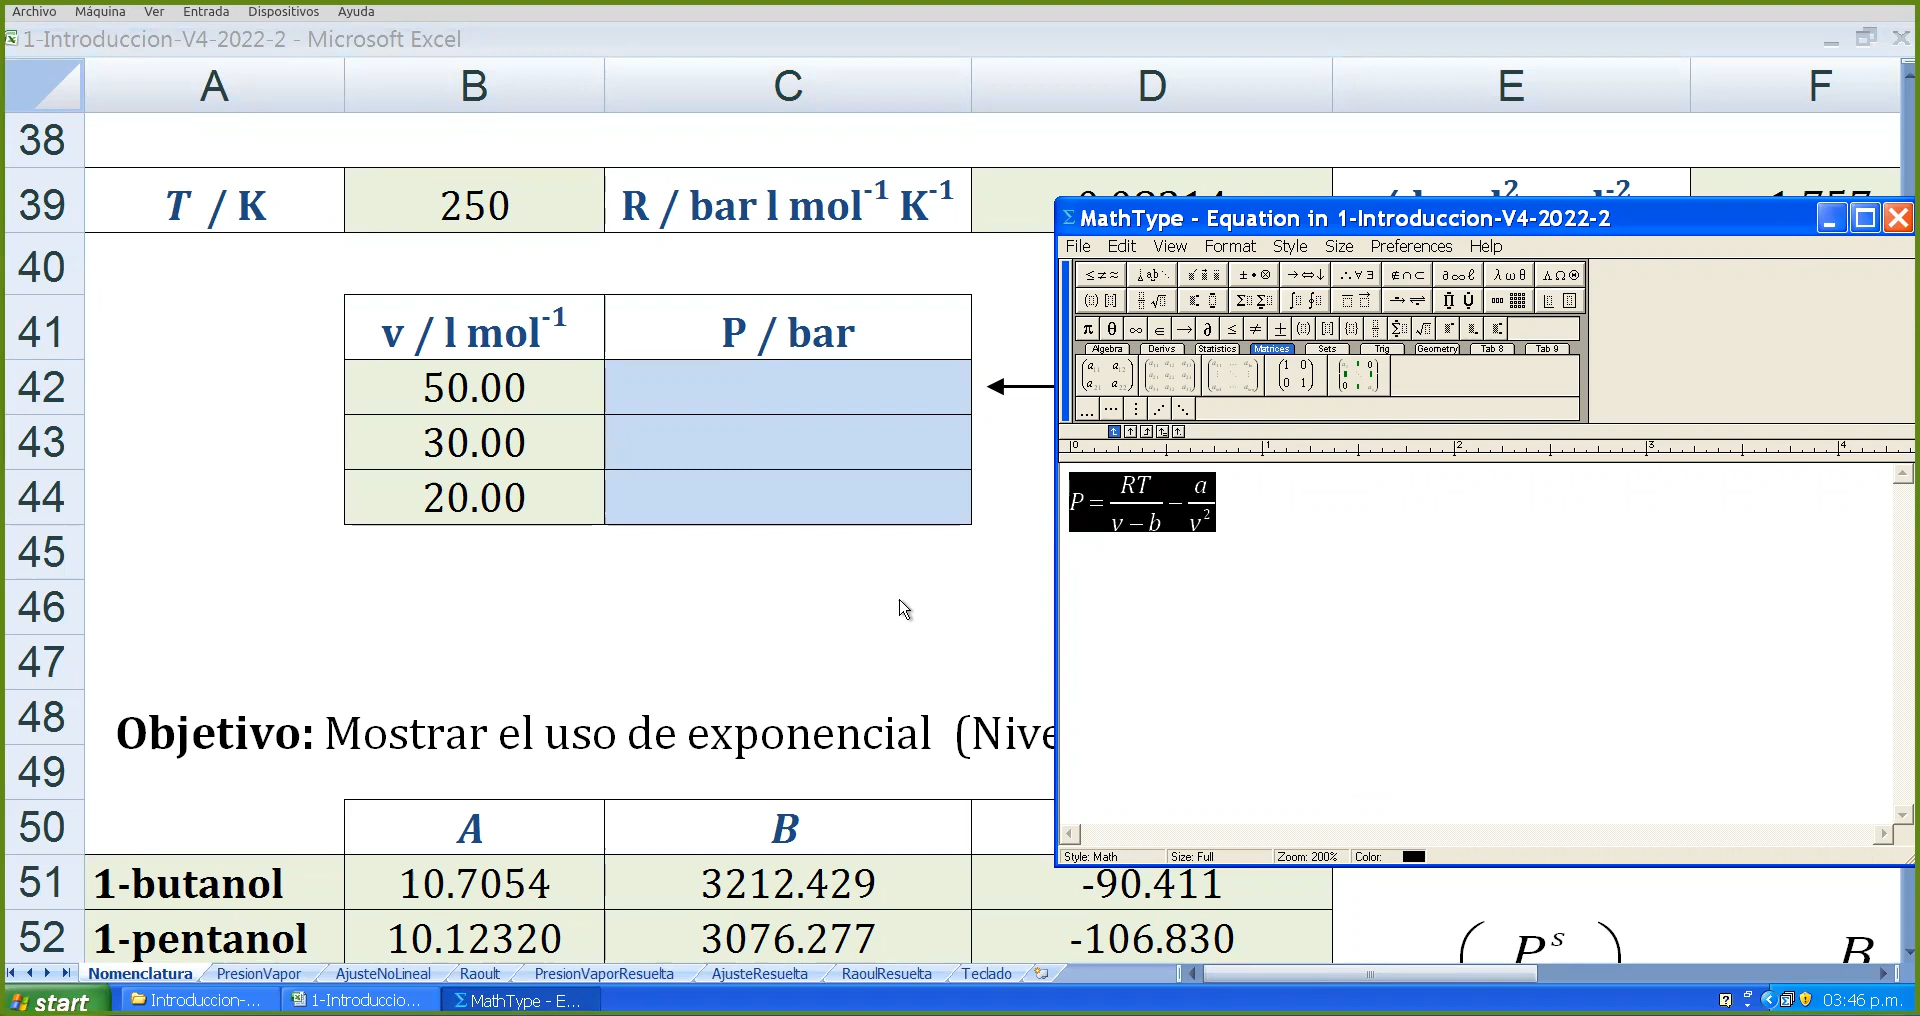 Archivo Máquina Ver Entrada Dispositivos Ayuda
1-Introduccion-V4-2022-2 - Microsoft Excel
A B C D E F
38
39 T / K 250 R / bar l mol-1 K-1
40
41 v / l mol-1 P / bar
42 50.00
43 30.00
44 20.00
45
46
47
48 Objetivo: Mostrar el uso de exponencial (Nive
49
50 A B
51 1-butanol 10.7054 3212.429 -90.411
52 1-pentanol 10.12320 3076.277 -106.830
( P^s ) B
MathType - Equation in 1-Introduccion-V4-2022-2
File Edit View Format Style Size Preferences Help
Algebra Derivs Statistics Matrices Sets Trig Geometry Tab 8 Tab 9
0 1 2 3 4
P = RT / (v − b) − a / v^2
Style: Math Size: Full Zoom: 200% Color:
Nomenclatura PresionVapor AjusteNoLineal Raoult PresionVaporResuelta AjusteResuelta RaoulResuelta Teclado
start Introduccion-... 1-Introduccio... MathType - E... 03:46 p.m.